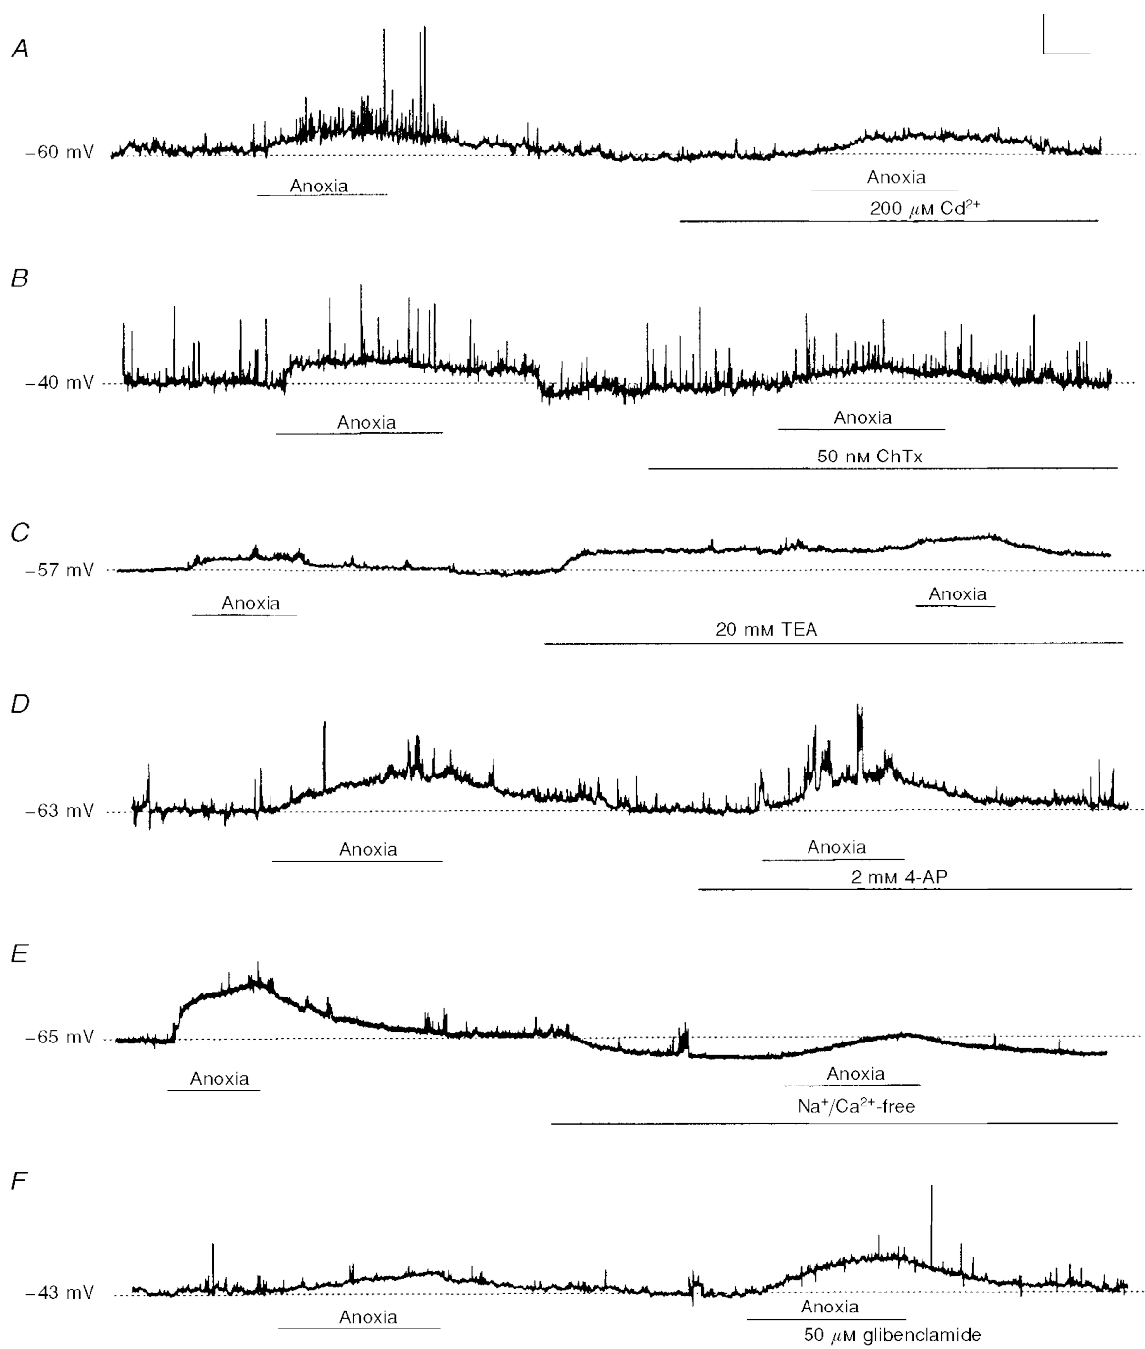 A
−60 mV
Anoxia
Anoxia
200 μM Cd²⁺
B
−40 mV
Anoxia
Anoxia
50 nM ChTx
C
−57 mV
Anoxia
Anoxia
20 mM TEA
D
−63 mV
Anoxia
Anoxia
2 mM 4-AP
E
−65 mV
Anoxia
Anoxia
Na⁺/Ca²⁺-free
F
−43 mV
Anoxia
Anoxia
50 μM glibenclamide